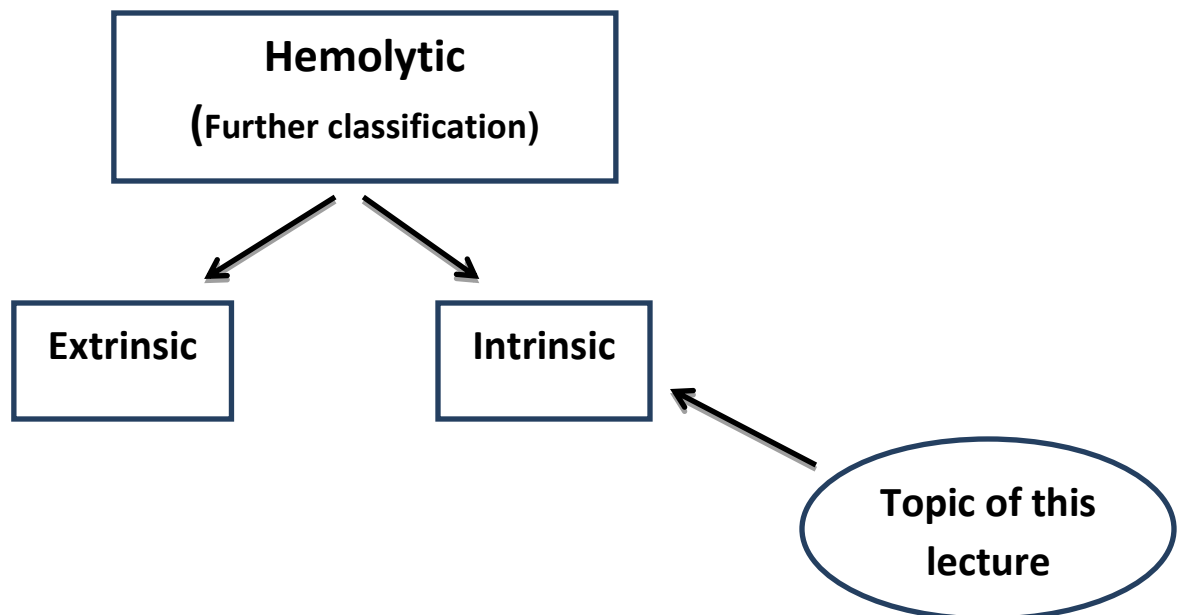 Hemolytic
(Further classification)
Extrinsic
Intrinsic
Topic of this
lecture